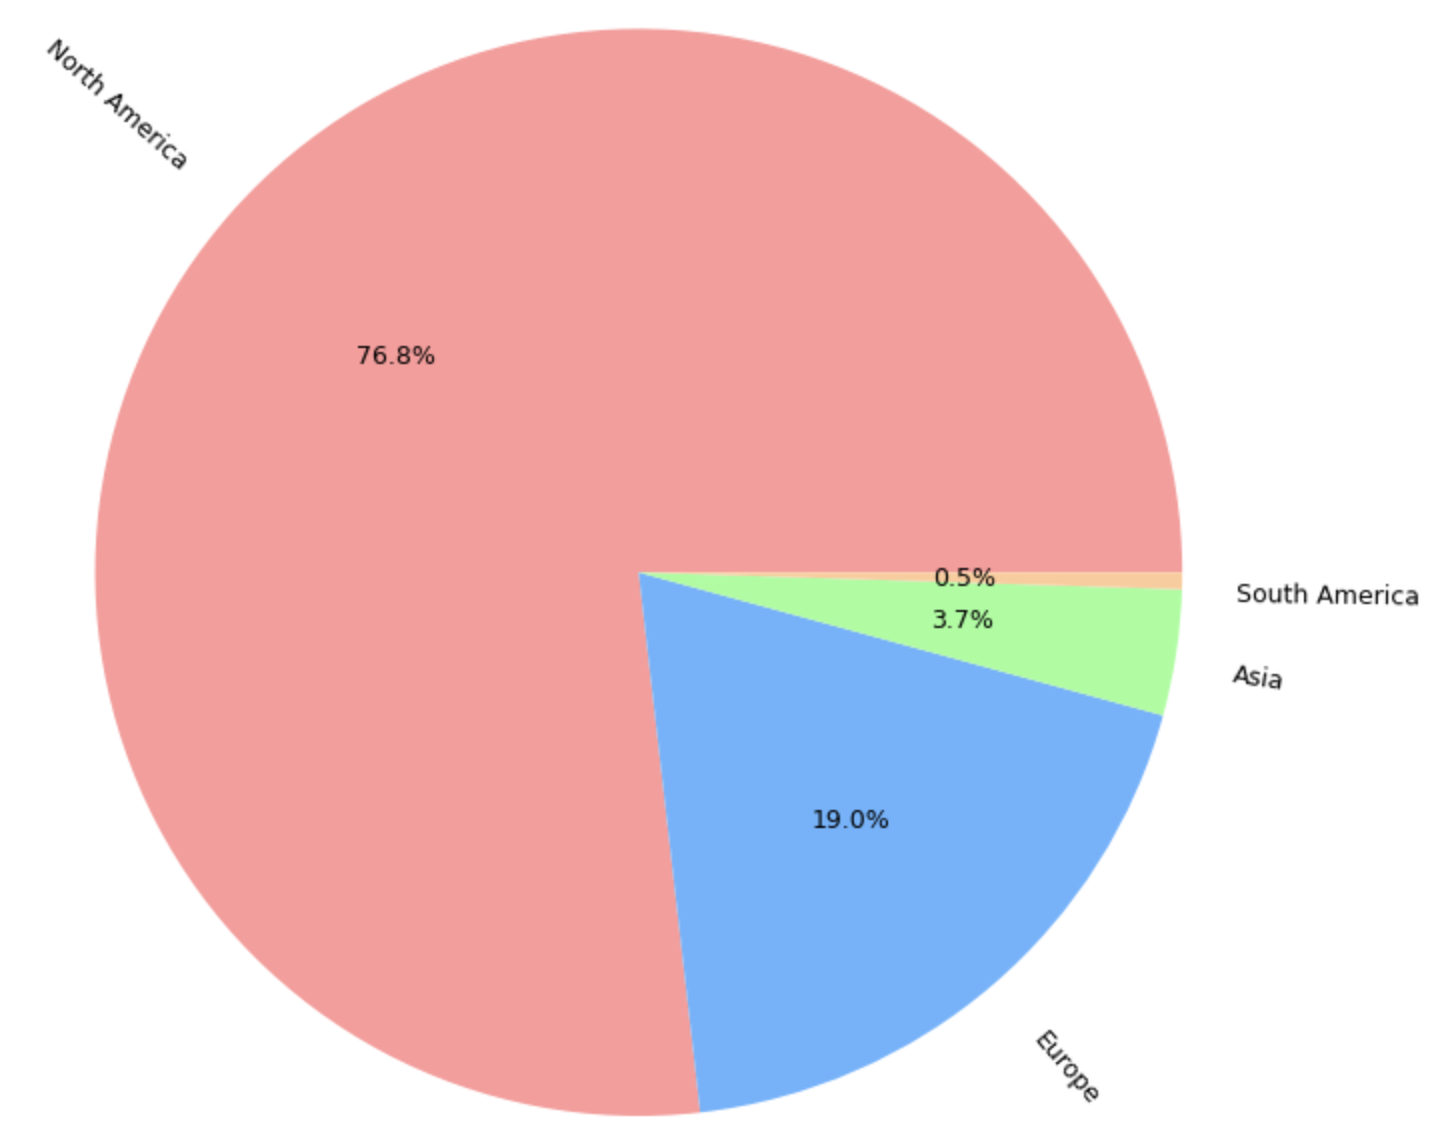 North America
76.8%
0.5%
South America
3.7%
Asia
19.0%
Europe